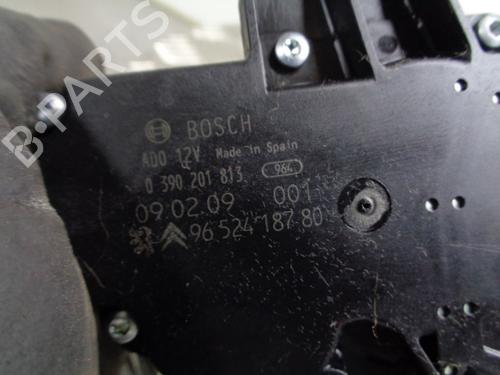 BOSCH
ADO 12V Made in Spain
0 390 201 813 964
09.02.09 001
96 524 187 80
B-PARTS